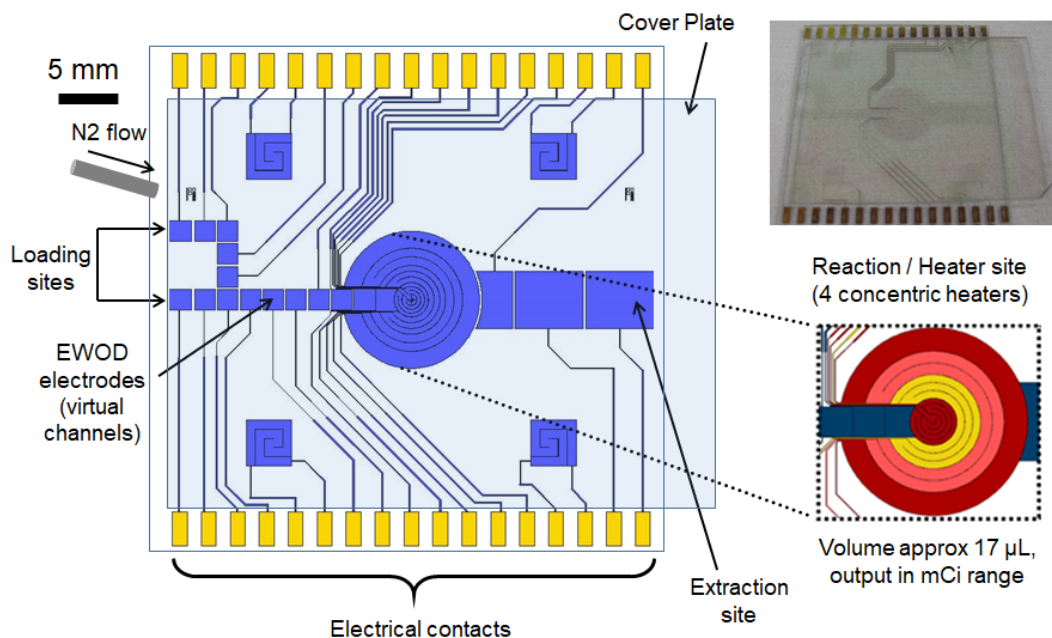 Cover Plate
5 mm
N2 flow
Loading
sites
EWOD
electrodes
(virtual
channels)
Reaction / Heater site
(4 concentric heaters)
Volume approx 17 µL,
output in mCi range
Extraction
site
Electrical contacts